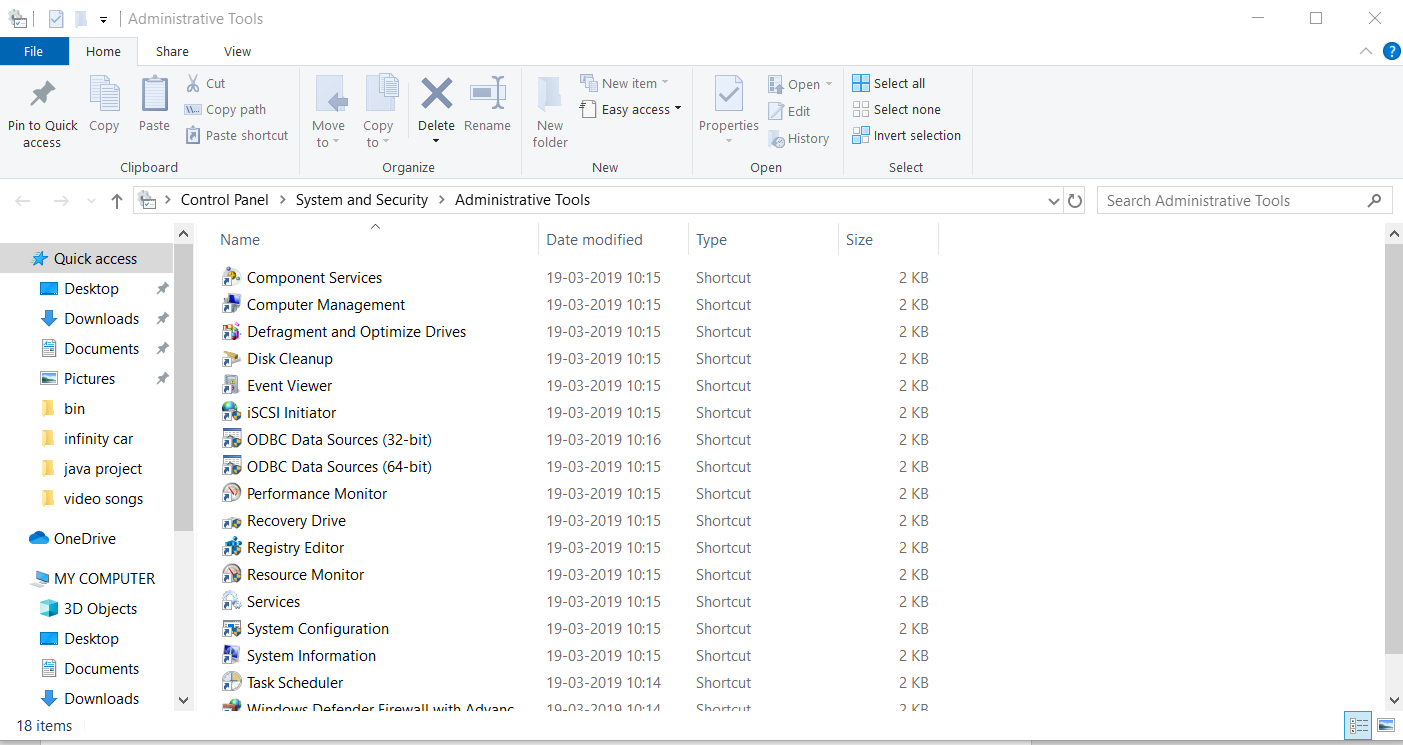 Administrative Tools
File Home Share View
Pin to Quick access
Copy
Paste
Cut
Copy path
Paste shortcut
Clipboard
Move to
Copy to
Delete
Rename
Organize
New folder
New item
Easy access
New
Properties
Open
Edit
History
Open
Select all
Select none
Invert selection
Select
Control Panel > System and Security > Administrative Tools
Search Administrative Tools
Quick access
Desktop
Downloads
Documents
Pictures
bin
infinity car
java project
video songs
OneDrive
MY COMPUTER
3D Objects
Desktop
Documents
Downloads
Name Date modified Type Size
Component Services 19-03-2019 10:15 Shortcut 2 KB
Computer Management 19-03-2019 10:15 Shortcut 2 KB
Defragment and Optimize Drives 19-03-2019 10:15 Shortcut 2 KB
Disk Cleanup 19-03-2019 10:15 Shortcut 2 KB
Event Viewer 19-03-2019 10:15 Shortcut 2 KB
iSCSI Initiator 19-03-2019 10:15 Shortcut 2 KB
ODBC Data Sources (32-bit) 19-03-2019 10:16 Shortcut 2 KB
ODBC Data Sources (64-bit) 19-03-2019 10:15 Shortcut 2 KB
Performance Monitor 19-03-2019 10:15 Shortcut 2 KB
Recovery Drive 19-03-2019 10:15 Shortcut 2 KB
Registry Editor 19-03-2019 10:15 Shortcut 2 KB
Resource Monitor 19-03-2019 10:15 Shortcut 2 KB
Services 19-03-2019 10:15 Shortcut 2 KB
System Configuration 19-03-2019 10:15 Shortcut 2 KB
System Information 19-03-2019 10:15 Shortcut 2 KB
Task Scheduler 19-03-2019 10:14 Shortcut 2 KB
Windows Defender Firewall with Advanc... 19-03-2019 10:14 Shortcut 2 KB
18 items